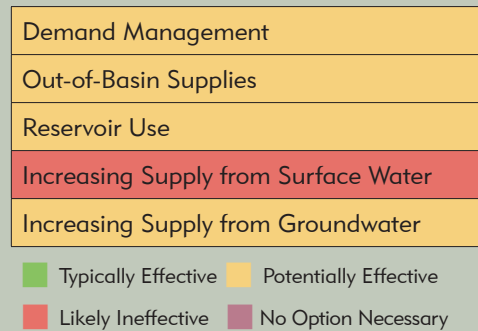 Demand Management
Out-of-Basin Supplies
Reservoir Use
Increasing Supply from Surface Water
Increasing Supply from Groundwater
Typically Effective Potentially Effective
Likely Ineffective No Option Necessary